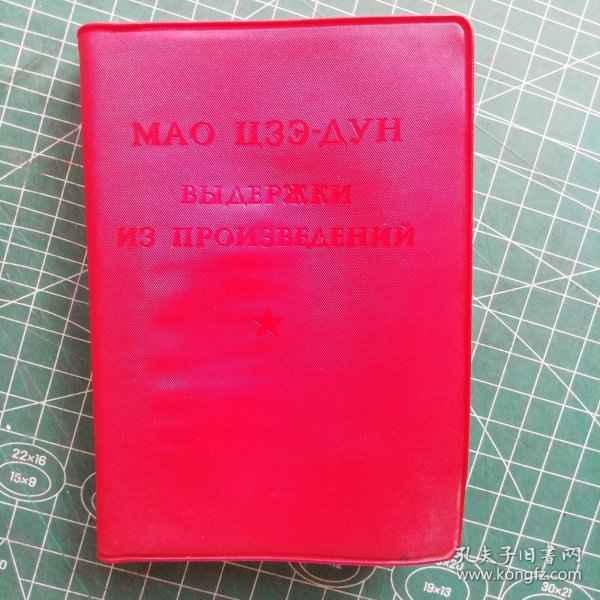 МАО ЦЗЭ-ДУН
ВЫДЕРЖКИ
ИЗ ПРОИЗВЕДЕНИЙ
22x16
15x9
19x13
30x21
孔夫子旧书网
www.kongfz.com